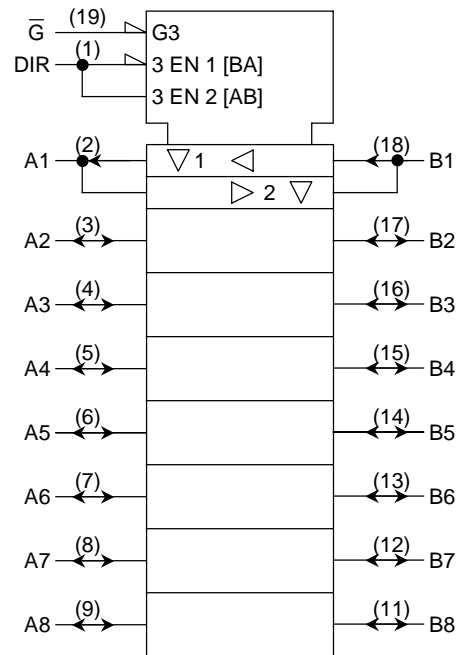 G̅ (19) G3
DIR (1) 3 EN 1 [BA]
3 EN 2 [AB]
A1 (2) ▽ 1 ◁ (18) B1
▷ 2 ▽
A2 (3) (17) B2
A3 (4) (16) B3
A4 (5) (15) B4
A5 (6) (14) B5
A6 (7) (13) B6
A7 (8) (12) B7
A8 (9) (11) B8